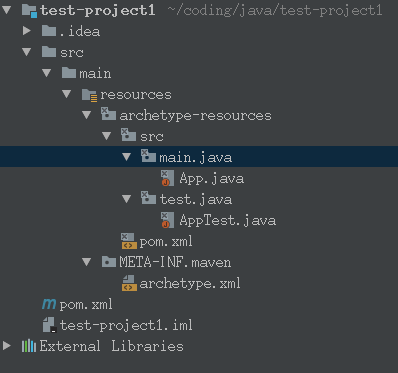 test-project1 ~/coding/java/test-project1
.idea
src
main
resources
archetype-resources
src
main.java
App.java
test.java
AppTest.java
pom.xml
META-INF.maven
archetype.xml
pom.xml
test-project1.iml
External Libraries